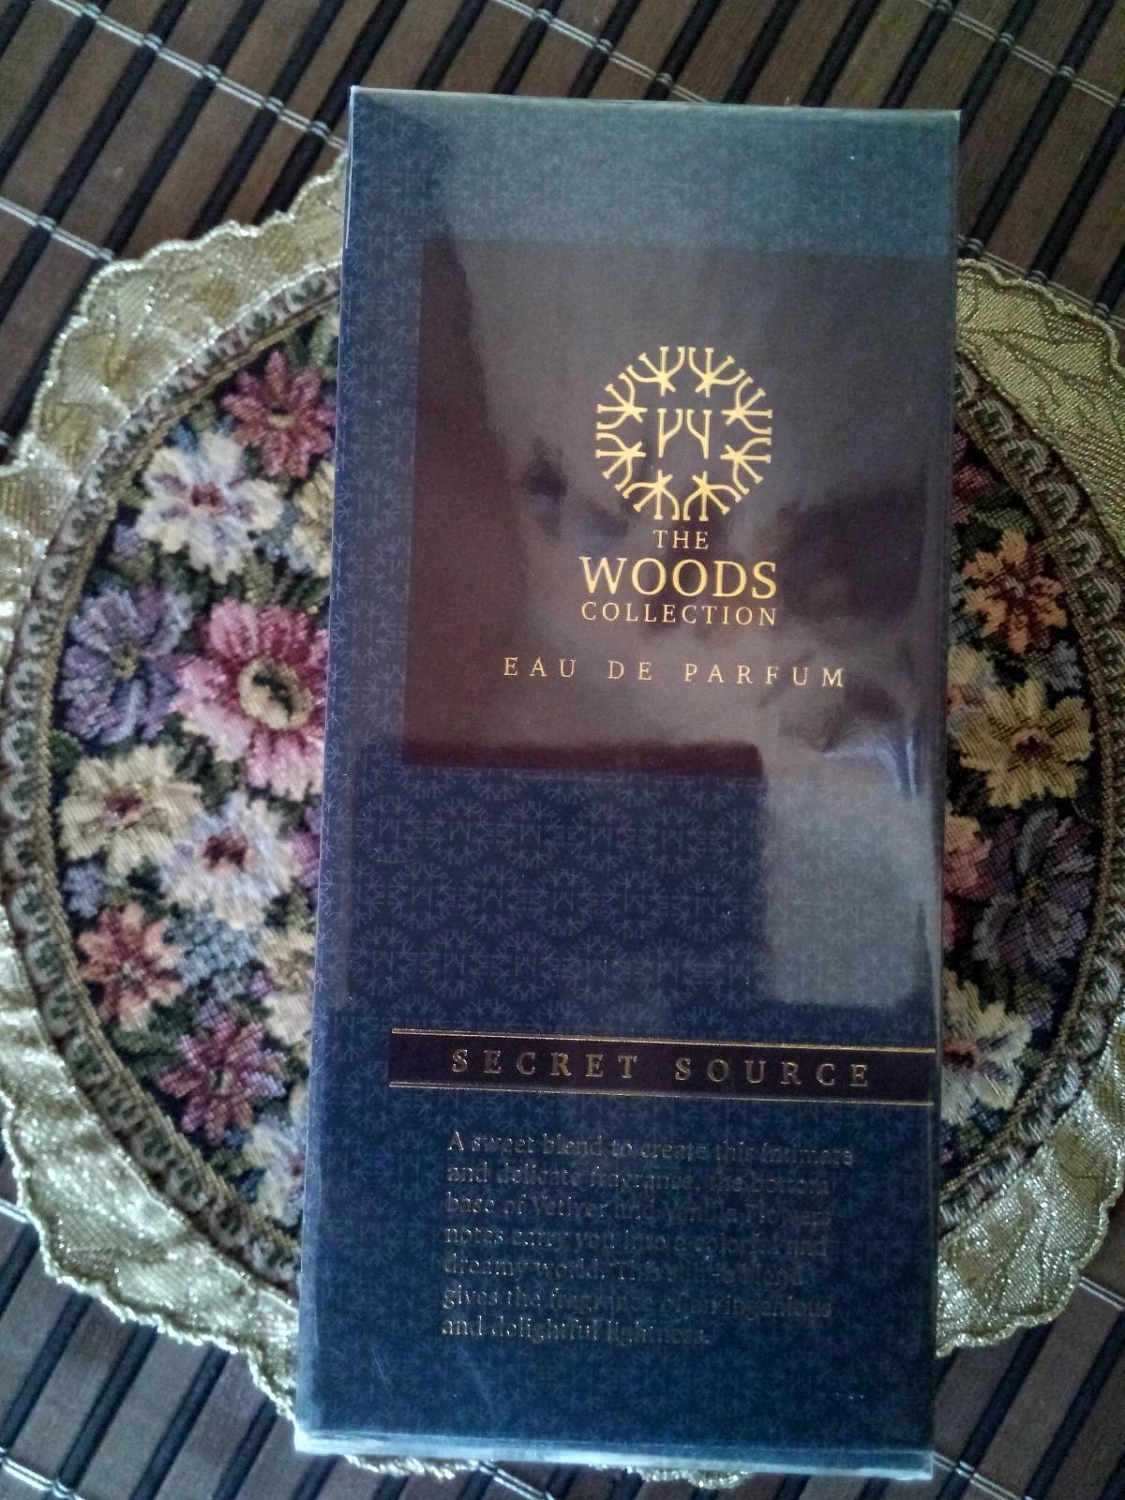 THE
WOODS
COLLECTION
EAU DE PARFUM
SECRET SOURCE
A sweet blend to create this intimate
and delicate fragrance. The
base of Vetiver and Vanilla Flowers
notes carry you into a colorful and
dreamy world. This blend
gives the fragrance of an ingenious
and delightful lightness.